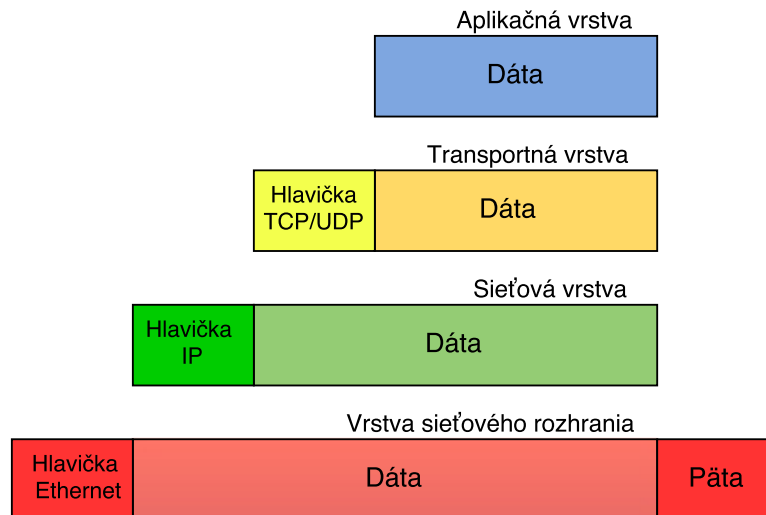 Aplikačná vrstva
Dáta
Transportná vrstva
Hlavička
TCP/UDP
Dáta
Sieťová vrstva
Hlavička
IP
Dáta
Vrstva sieťového rozhrania
Hlavička
Ethernet
Dáta
Päta